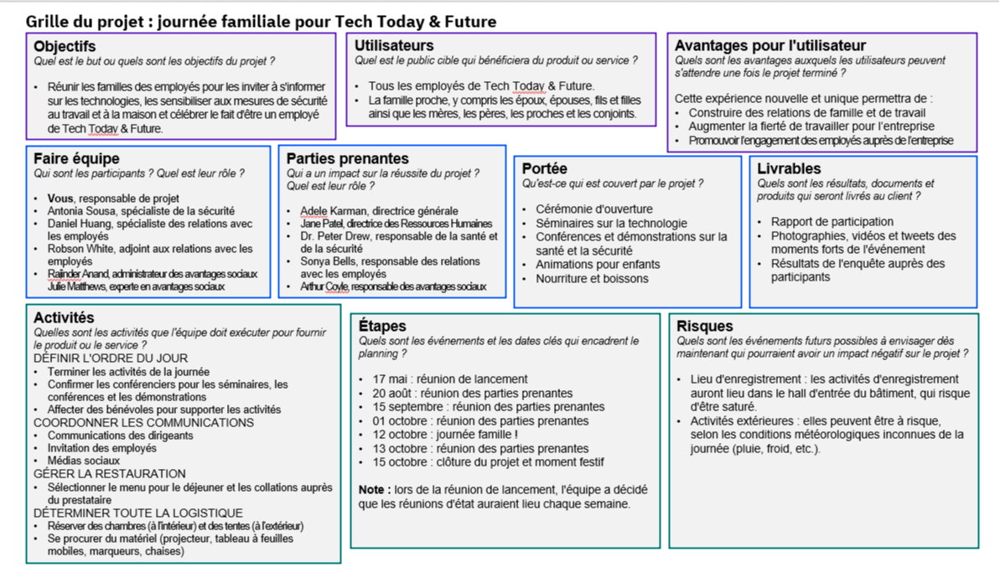 Grille du projet : journée familiale pour Tech Today & Future
Objectifs
Quel est le but ou quels sont les objectifs du projet ?
• Réunir les familles des employés pour les inviter à s'informer
sur les technologies, les sensibiliser aux mesures de sécurité
au travail et à la maison et célébrer le fait d'être un employé
de Tech Today & Future.
Utilisateurs
Quel est le public cible qui bénéficiera du produit ou service ?
• Tous les employés de Tech Today & Future.
• La famille proche, y compris les époux, épouses, fils et filles
ainsi que les mères, les pères, les proches et les conjoints.
Avantages pour l'utilisateur
Quels sont les avantages auxquels les utilisateurs peuvent
s'attendre une fois le projet terminé ?
Cette expérience nouvelle et unique permettra de :
• Construire des relations de famille et de travail
• Augmenter la fierté de travailler pour l'entreprise
• Promouvoir l'engagement des employés auprès de l'entreprise
Faire équipe
Qui sont les participants ? Quel est leur rôle ?
• Vous, responsable de projet
• Antonia Sousa, spécialiste de la sécurité
• Daniel Huang, spécialiste des relations avec
les employés
• Robson White, adjoint aux relations avec les
employés
• Rajinder Anand, administrateur des avantages sociaux
Julie Matthews, experte en avantages sociaux
Parties prenantes
Qui a un impact sur la réussite du projet ?
Quel est leur rôle ?
• Adele Karman, directrice générale
• Jane Patel, directrice des Ressources Humaines
• Dr. Peter Drew, responsable de la santé et
de la sécurité
• Sonya Bells, responsable des relations
avec les employés
• Arthur Coyle, responsable des avantages sociaux
Portée
Qu'est-ce qui est couvert par le projet ?
• Cérémonie d'ouverture
• Séminaires sur la technologie
• Conférences et démonstrations sur la
santé et la sécurité
• Animations pour enfants
• Nourriture et boissons
Livrables
Quels sont les résultats, documents et
produits qui seront livrés au client ?
• Rapport de participation
• Photographies, vidéos et tweets des
moments forts de l'événement
• Résultats de l'enquête auprès des
participants
Activités
Quelles sont les activités que l'équipe doit exécuter pour fournir
le produit ou le service ?
DÉFINIR L'ORDRE DU JOUR
• Terminer les activités de la journée
• Confirmer les conférenciers pour les séminaires, les
conférences et les démonstrations
• Affecter des bénévoles pour supporter les activités
COORDONNER LES COMMUNICATIONS
• Communications des dirigeants
• Invitation des employés
• Médias sociaux
GÉRER LA RESTAURATION
• Sélectionner le menu pour le déjeuner et les collations auprès
du prestataire
DÉTERMINER TOUTE LA LOGISTIQUE
• Réserver des chambres (à l'intérieur) et des tentes (à l'extérieur)
• Se procurer du matériel (projecteur, tableau à feuilles
mobiles, marqueurs, chaises)
Étapes
Quels sont les événements et les dates clés qui encadrent le
planning ?
• 17 mai : réunion de lancement
• 20 août : réunion des parties prenantes
• 15 septembre : réunion des parties prenantes
• 01 octobre : réunion des parties prenantes
• 12 octobre : journée famille !
• 13 octobre : réunion des parties prenantes
• 15 octobre : clôture du projet et moment festif
Note : lors de la réunion de lancement, l'équipe a décidé
que les réunions d'état auraient lieu chaque semaine.
Risques
Quels sont les événements futurs possibles à envisager dès
maintenant qui pourraient avoir un impact négatif sur le projet ?
• Lieu d'enregistrement : les activités d'enregistrement
auront lieu dans le hall d'entrée du bâtiment, qui risque
d'être saturé.
• Activités extérieures : elles peuvent être à risque,
selon les conditions météorologiques inconnues de la
journée (pluie, froid, etc.).